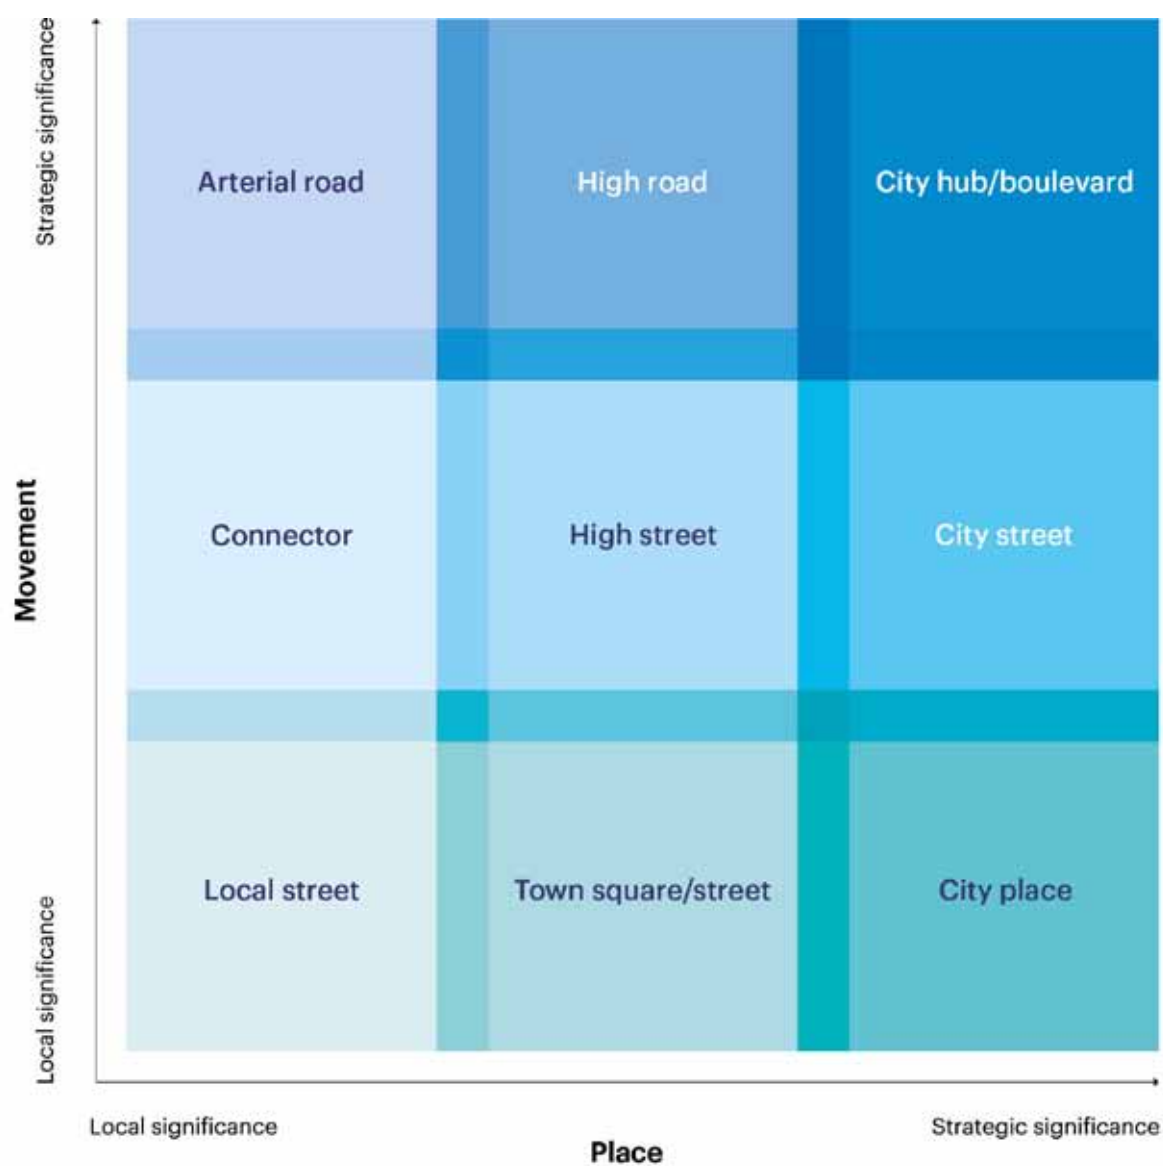 Strategic significance
Arterial road
High road
City hub/boulevard
Movement
Connector
High street
City street
Local significance
Local street
Town square/street
City place
Local significance
Strategic significance
Place